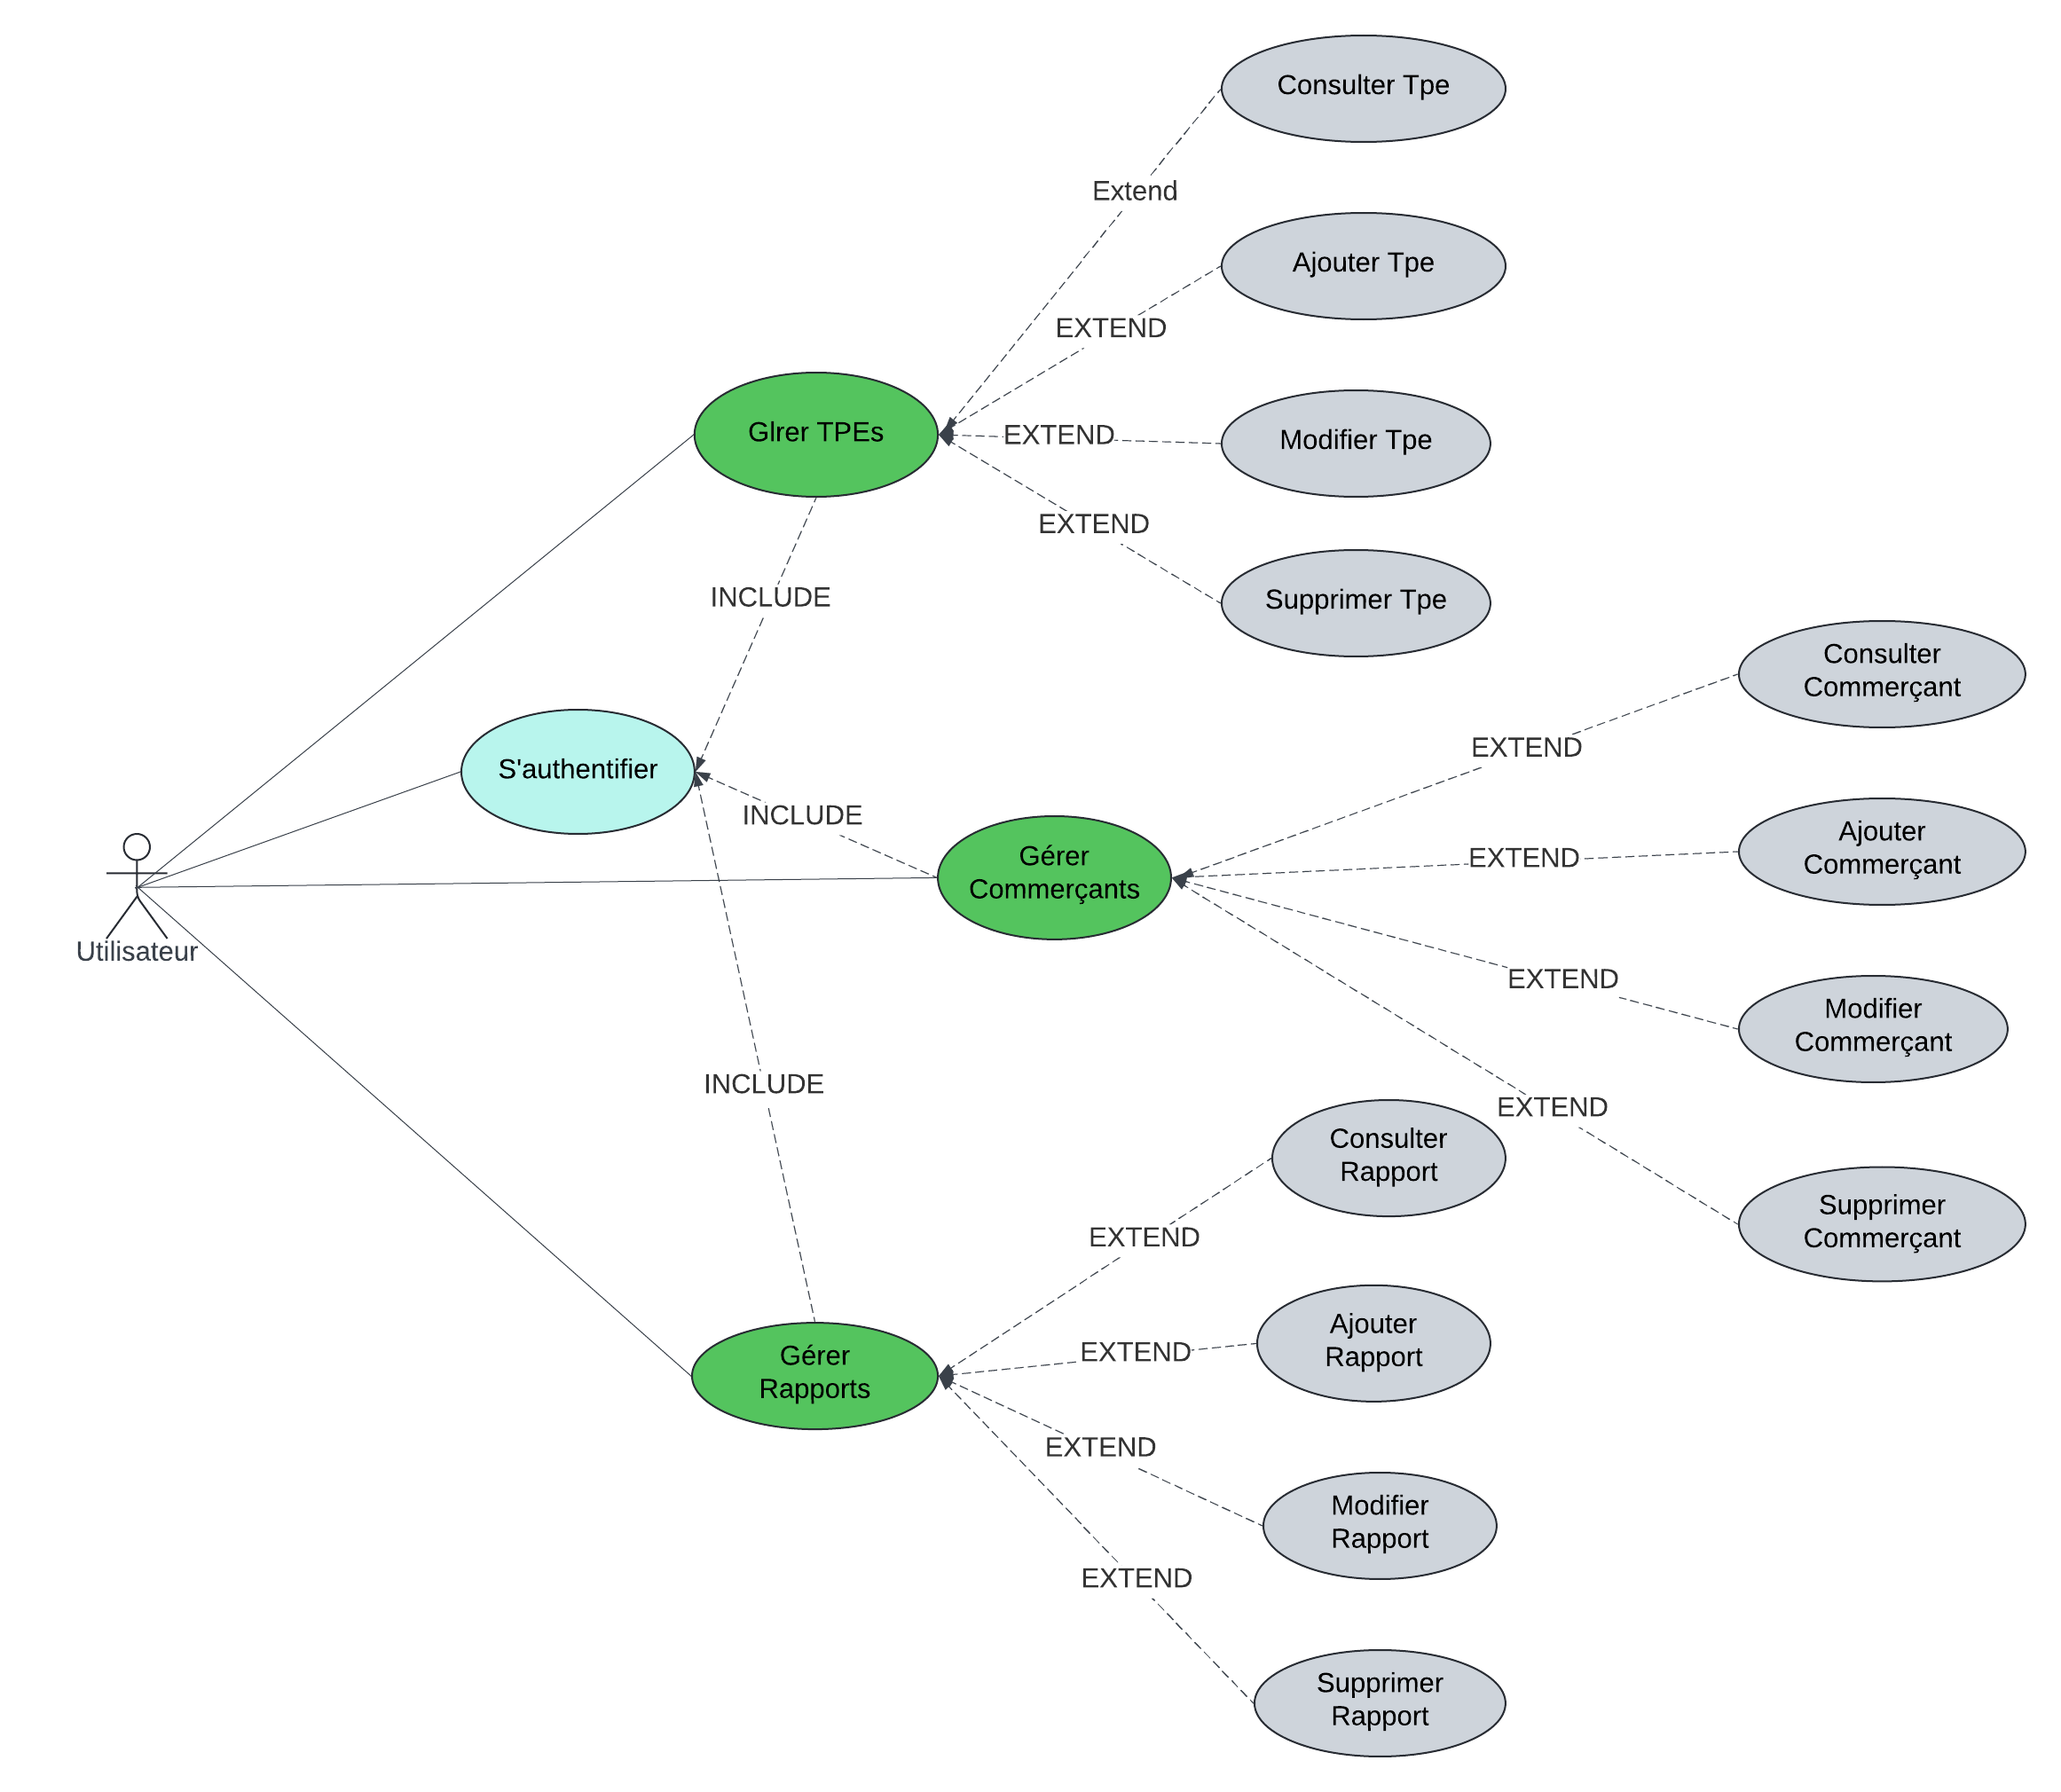 Consulter Tpe
Extend
Ajouter Tpe
EXTEND
Glrer TPEs
EXTEND
Modifier Tpe
EXTEND
Supprimer Tpe
INCLUDE
Consulter
Commerçant
EXTEND
S'authentifier
INCLUDE
Ajouter
Commerçant
EXTEND
Gérer
Commerçants
Utilisateur
EXTEND
Modifier
Commerçant
INCLUDE
EXTEND
Consulter
Rapport
Supprimer
Commerçant
EXTEND
Ajouter
Rapport
EXTEND
Gérer
Rapports
EXTEND
Modifier
Rapport
EXTEND
Supprimer
Rapport